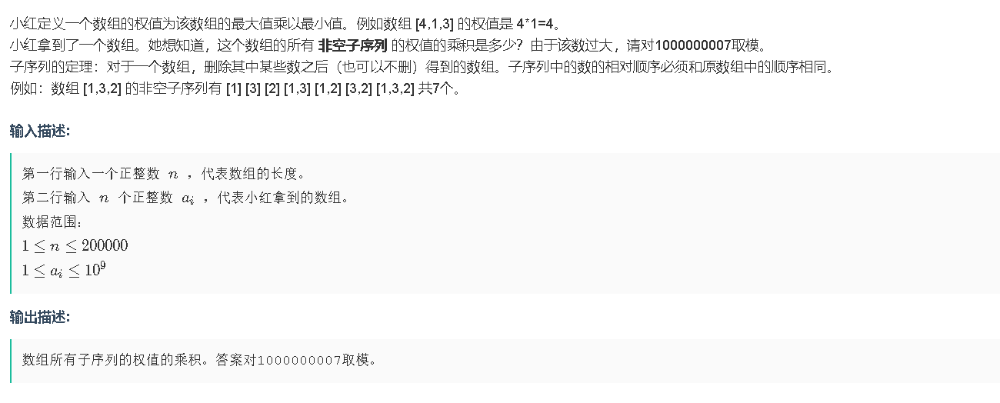 小红定义一个数组的权值为该数组的最大值乘以最小值。例如数组 [4,1,3] 的权值是 4*1=4。
小红拿到了一个数组。她想知道，这个数组的所有 非空子序列 的权值的乘积是多少？由于该数过大，请对1000000007取模。
子序列的定理：对于一个数组，删除其中某些数之后（也可以不删）得到的数组。子序列中的数的相对顺序必须和原数组中的顺序相同。
例如：数组 [1,3,2] 的非空子序列有 [1] [3] [2] [1,3] [1,2] [3,2] [1,3,2] 共7个。
输入描述:
第一行输入一个正整数 n ，代表数组的长度。
第二行输入 n 个正整数 aᵢ ，代表小红拿到的数组。
数据范围：
1 ≤ n ≤ 200000
1 ≤ aᵢ ≤ 10⁹
输出描述:
数组所有子序列的权值的乘积。答案对1000000007取模。